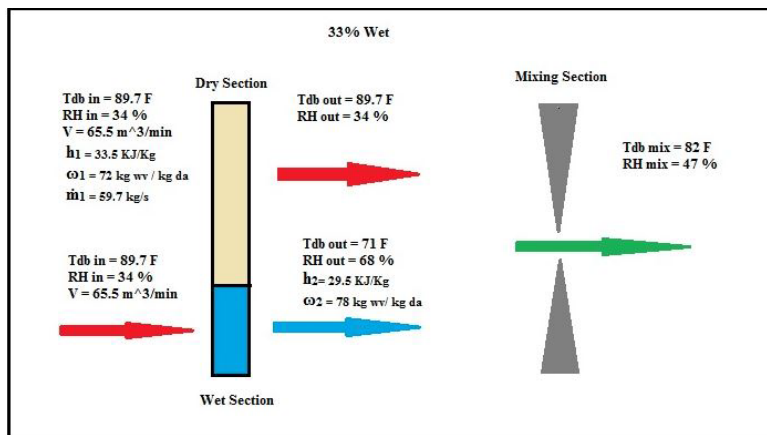 33% Wet
Dry Section
Mixing Section
Tdb in = 89.7 F
RH in = 34 %
V = 65.5 m^3/min
h1 = 33.5 KJ/Kg
ω1 = 72 kg wv / kg da
ṁ1 = 59.7 kg/s
Tdb out = 89.7 F
RH out = 34 %
Tdb mix = 82 F
RH mix = 47 %
Tdb in = 89.7 F
RH in = 34 %
V = 65.5 m^3/min
Tdb out = 71 F
RH out = 68 %
h2= 29.5 KJ/Kg
ω2 = 78 kg wv/ kg da
Wet Section